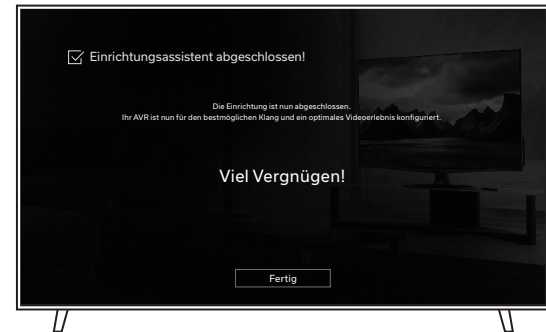 Einrichtungsassistent abgeschlossen!
Die Einrichtung ist nun abgeschlossen.
Ihr AVR ist nun für den bestmöglichen Klang und ein optimales Videoerlebnis konfiguriert.
Viel Vergnügen!
Fertig